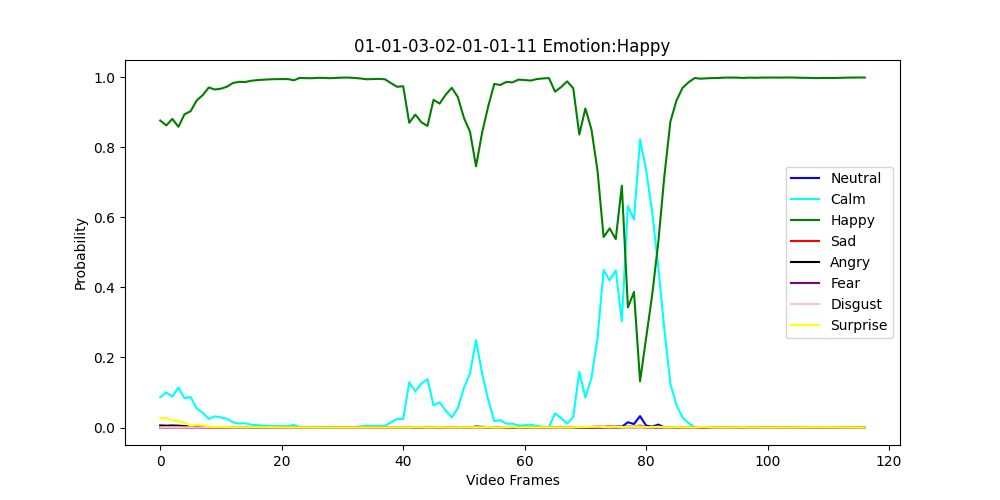 01-01-03-02-01-01-11 Emotion:Happy
Probability
1.0
0.8
0.6
0.4
0.2
0.0
0
20
40
60
80
100
120
Video Frames
Neutral
Calm
Happy
Sad
Angry
Fear
Disgust
Surprise